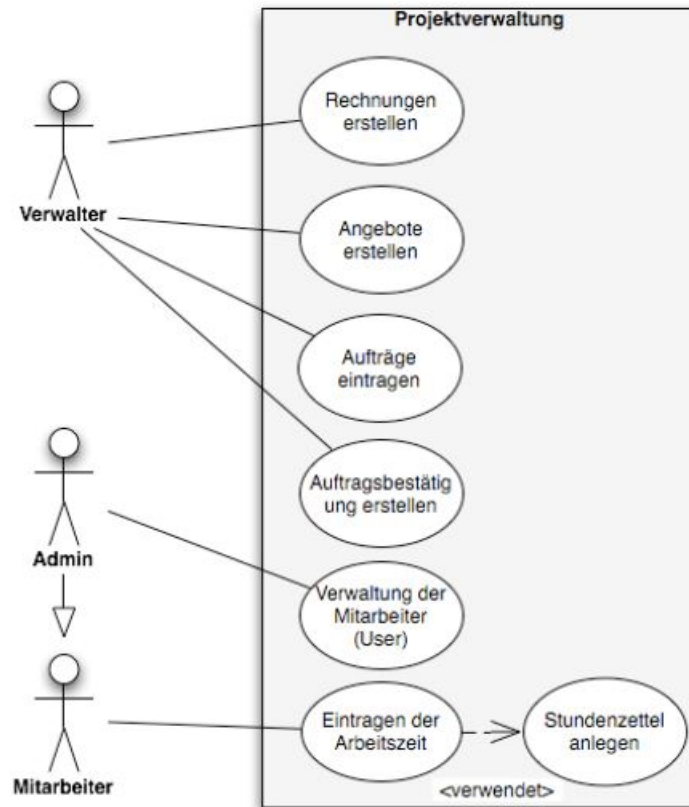 Projektverwaltung
Rechnungen
erstellen
Verwalter
Angebote
erstellen
Aufträge
eintragen
Auftragsbestätig
ung erstellen
Admin
Verwaltung der
Mitarbeiter
(User)
Mitarbeiter
Eintragen der
Arbeitszeit
Stundenzettel
anlegen
<verwendet>